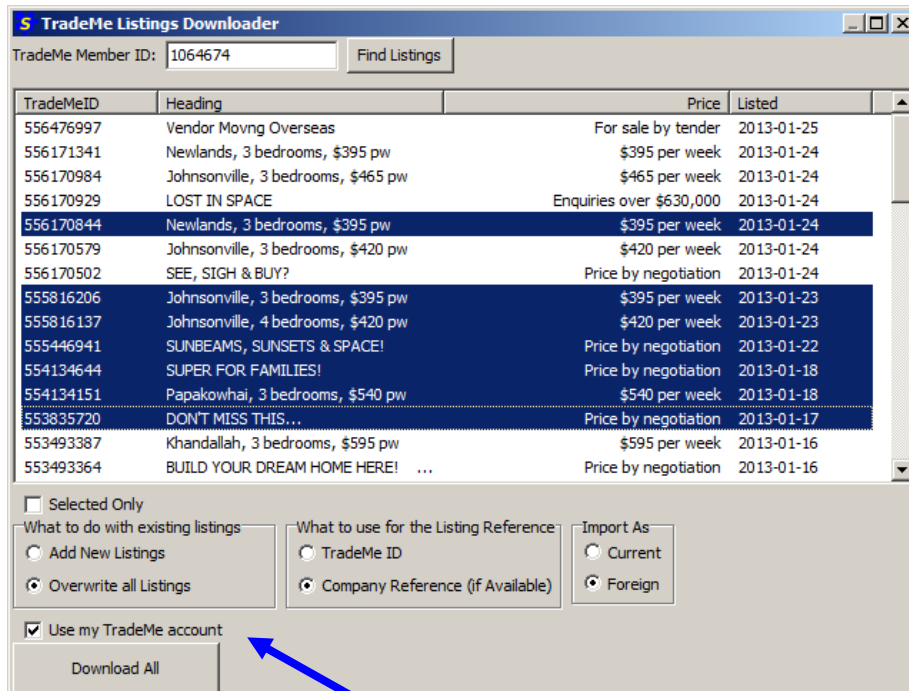 S TradeMe Listings Downloader
TradeMe Member ID: 1064674 Find Listings
TradeMeID Heading Price Listed
556476997 Vendor Movng Overseas For sale by tender 2013-01-25
556171341 Newlands, 3 bedrooms, $395 pw $395 per week 2013-01-24
556170984 Johnsonville, 3 bedrooms, $465 pw $465 per week 2013-01-24
556170929 LOST IN SPACE Enquiries over $630,000 2013-01-24
556170844 Newlands, 3 bedrooms, $395 pw $395 per week 2013-01-24
556170579 Johnsonville, 3 bedrooms, $420 pw $420 per week 2013-01-24
556170502 SEE, SIGH & BUY? Price by negotiation 2013-01-24
555816206 Johnsonville, 3 bedrooms, $395 pw $395 per week 2013-01-23
555816137 Johnsonville, 4 bedrooms, $420 pw $420 per week 2013-01-23
555446941 SUNBEAMS, SUNSETS & SPACE! Price by negotiation 2013-01-22
554134644 SUPER FOR FAMILIES! Price by negotiation 2013-01-18
554134151 Papakowhai, 3 bedrooms, $540 pw $540 per week 2013-01-18
553835720 DON'T MISS THIS... Price by negotiation 2013-01-17
553493387 Khandallah, 3 bedrooms, $595 pw $595 per week 2013-01-16
553493364 BUILD YOUR DREAM HOME HERE! ... Price by negotiation 2013-01-16
Selected Only
What to do with existing listings What to use for the Listing Reference Import As
Add New Listings TradeMe ID Current
Overwrite all Listings Company Reference (if Available) Foreign
Use my TradeMe account
Download All